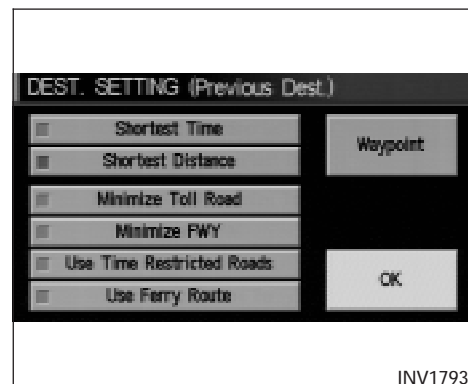 DEST. SETTING (Previous Dest.)
Shortest Time
Shortest Distance
Waypoint
Minimize Toll Road
Minimize FWY
Use Time Restricted Roads
Use Ferry Route
OK
INV1793